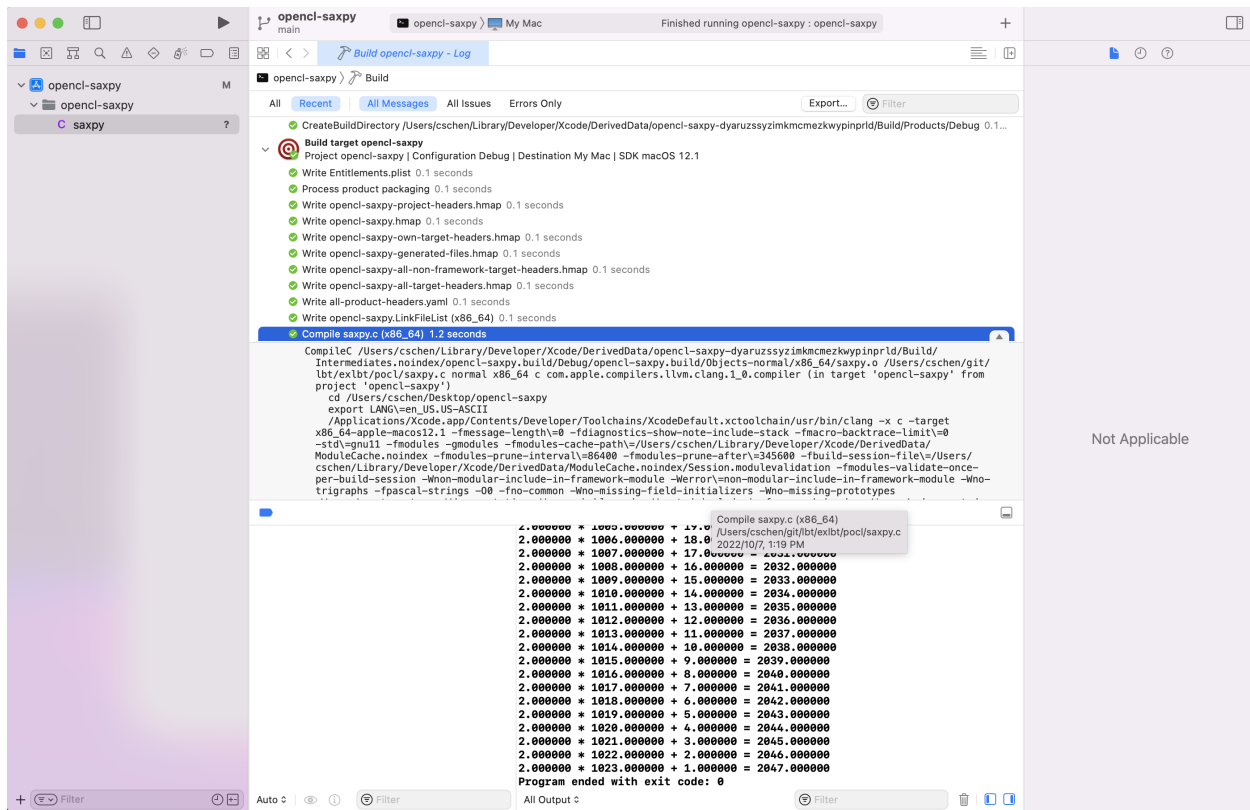 opencl-saxpy
main
opencl-saxpy 〉 My Mac
Finished running opencl-saxpy : opencl-saxpy
Build opencl-saxpy - Log
opencl-saxpy 〉 Build
opencl-saxpy M
opencl-saxpy
C saxpy ?
All Recent All Messages All Issues Errors Only Export... Filter
CreateBuildDirectory /Users/cschen/Library/Developer/Xcode/DerivedData/opencl-saxpy-dyaruzssyzimkmcmezkwypinprld/Build/Products/Debug 0.1...
Build target opencl-saxpy
Project opencl-saxpy | Configuration Debug | Destination My Mac | SDK macOS 12.1
Write Entitlements.plist 0.1 seconds
Process product packaging 0.1 seconds
Write opencl-saxpy-project-headers.hmap 0.1 seconds
Write opencl-saxpy.hmap 0.1 seconds
Write opencl-saxpy-own-target-headers.hmap 0.1 seconds
Write opencl-saxpy-generated-files.hmap 0.1 seconds
Write opencl-saxpy-all-non-framework-target-headers.hmap 0.1 seconds
Write opencl-saxpy-all-target-headers.hmap 0.1 seconds
Write all-product-headers.yaml 0.1 seconds
Write opencl-saxpy.LinkFileList (x86_64) 0.1 seconds
Compile saxpy.c (x86_64) 1.2 seconds
CompileC /Users/cschen/Library/Developer/Xcode/DerivedData/opencl-saxpy-dyaruzssyzimkmcmezkwypinprld/Build/
Intermediates.noindex/opencl-saxpy.build/Debug/opencl-saxpy.build/Objects-normal/x86_64/saxpy.o /Users/cschen/git/
lbt/exlbt/pocl/saxpy.c normal x86_64 c com.apple.compilers.llvm.clang.1_0.compiler (in target 'opencl-saxpy' from
project 'opencl-saxpy')
cd /Users/cschen/Desktop/opencl-saxpy
export LANG\=en_US.US-ASCII
/Applications/Xcode.app/Contents/Developer/Toolchains/XcodeDefault.xctoolchain/usr/bin/clang -x c -target
x86_64-apple-macos12.1 -fmessage-length\=0 -fdiagnostics-show-note-include-stack -fmacro-backtrace-limit\=0
-std\=gnu11 -fmodules -gmodules -fmodules-cache-path\=/Users/cschen/Library/Developer/Xcode/DerivedData/
ModuleCache.noindex -fmodules-prune-interval\=86400 -fmodules-prune-after\=345600 -fbuild-session-file\=/Users/
cschen/Library/Developer/Xcode/DerivedData/ModuleCache.noindex/Session.modulevalidation -fmodules-validate-once-
per-build-session -Wnon-modular-include-in-framework-module -Werror\=non-modular-include-in-framework-module -Wno-
trigraphs -fpascal-strings -O0 -fno-common -Wno-missing-field-initializers -Wno-missing-prototypes
Not Applicable
Compile saxpy.c (x86_64)
/Users/cschen/git/lbt/exlbt/pocl/saxpy.c
2022/10/7, 1:19 PM
2.000000 * 1005.000000 + 19.0
2.000000 * 1006.000000 + 18.0
2.000000 * 1007.000000 + 17.000000 = 2031.000000
2.000000 * 1008.000000 + 16.000000 = 2032.000000
2.000000 * 1009.000000 + 15.000000 = 2033.000000
2.000000 * 1010.000000 + 14.000000 = 2034.000000
2.000000 * 1011.000000 + 13.000000 = 2035.000000
2.000000 * 1012.000000 + 12.000000 = 2036.000000
2.000000 * 1013.000000 + 11.000000 = 2037.000000
2.000000 * 1014.000000 + 10.000000 = 2038.000000
2.000000 * 1015.000000 + 9.000000 = 2039.000000
2.000000 * 1016.000000 + 8.000000 = 2040.000000
2.000000 * 1017.000000 + 7.000000 = 2041.000000
2.000000 * 1018.000000 + 6.000000 = 2042.000000
2.000000 * 1019.000000 + 5.000000 = 2043.000000
2.000000 * 1020.000000 + 4.000000 = 2044.000000
2.000000 * 1021.000000 + 3.000000 = 2045.000000
2.000000 * 1022.000000 + 2.000000 = 2046.000000
2.000000 * 1023.000000 + 1.000000 = 2047.000000
Program ended with exit code: 0
Filter Auto Filter All Output Filter